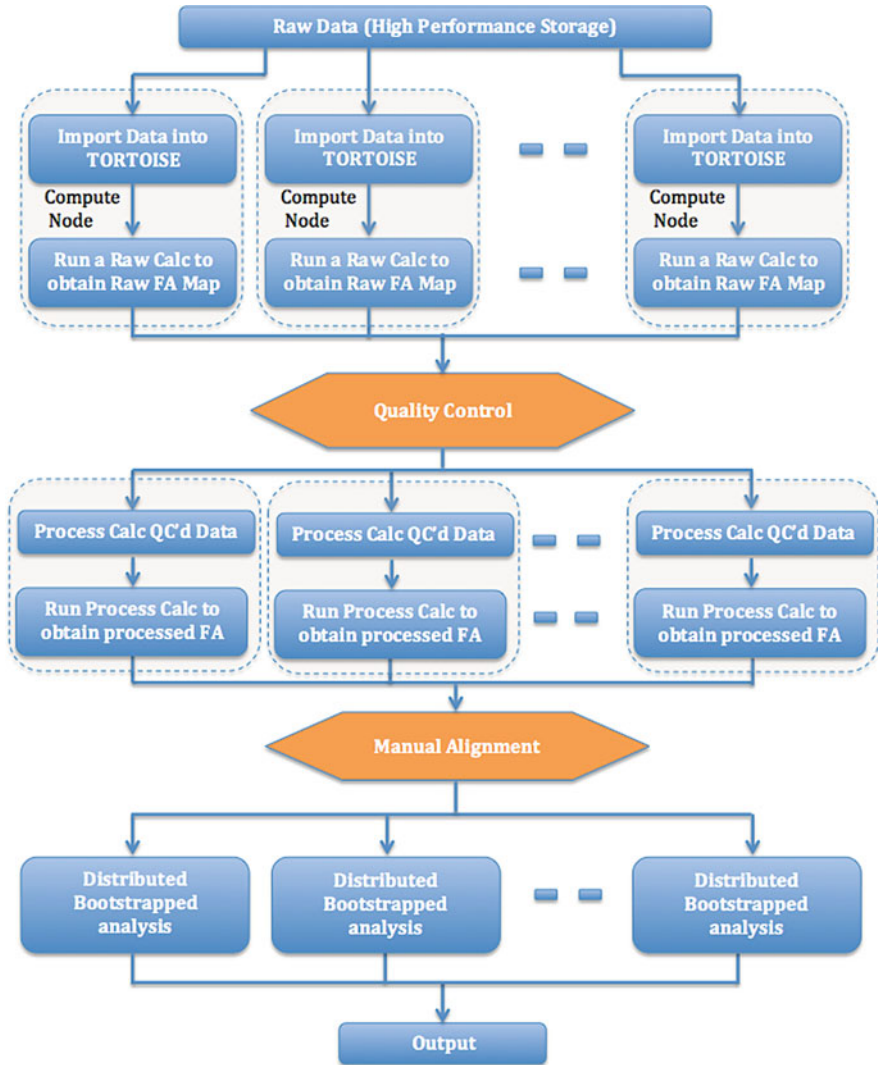 Raw Data (High Performance Storage)
Import Data into
TORTOISE
Import Data into
TORTOISE
Import Data into
TORTOISE
Compute
Node
Compute
Node
Compute
Node
Run a Raw Calc to
obtain Raw FA Map
Run a Raw Calc to
obtain Raw FA Map
Run a Raw Calc to
obtain Raw FA Map
Quality Control
Process Calc QC'd Data
Process Calc QC'd Data
Process Calc QC'd Data
Run Process Calc to
obtain processed FA
Run Process Calc to
obtain processed FA
Run Process Calc to
obtain processed FA
Manual Alignment
Distributed
Bootstrapped
analysis
Distributed
Bootstrapped
analysis
Distributed
Bootstrapped
analysis
Output